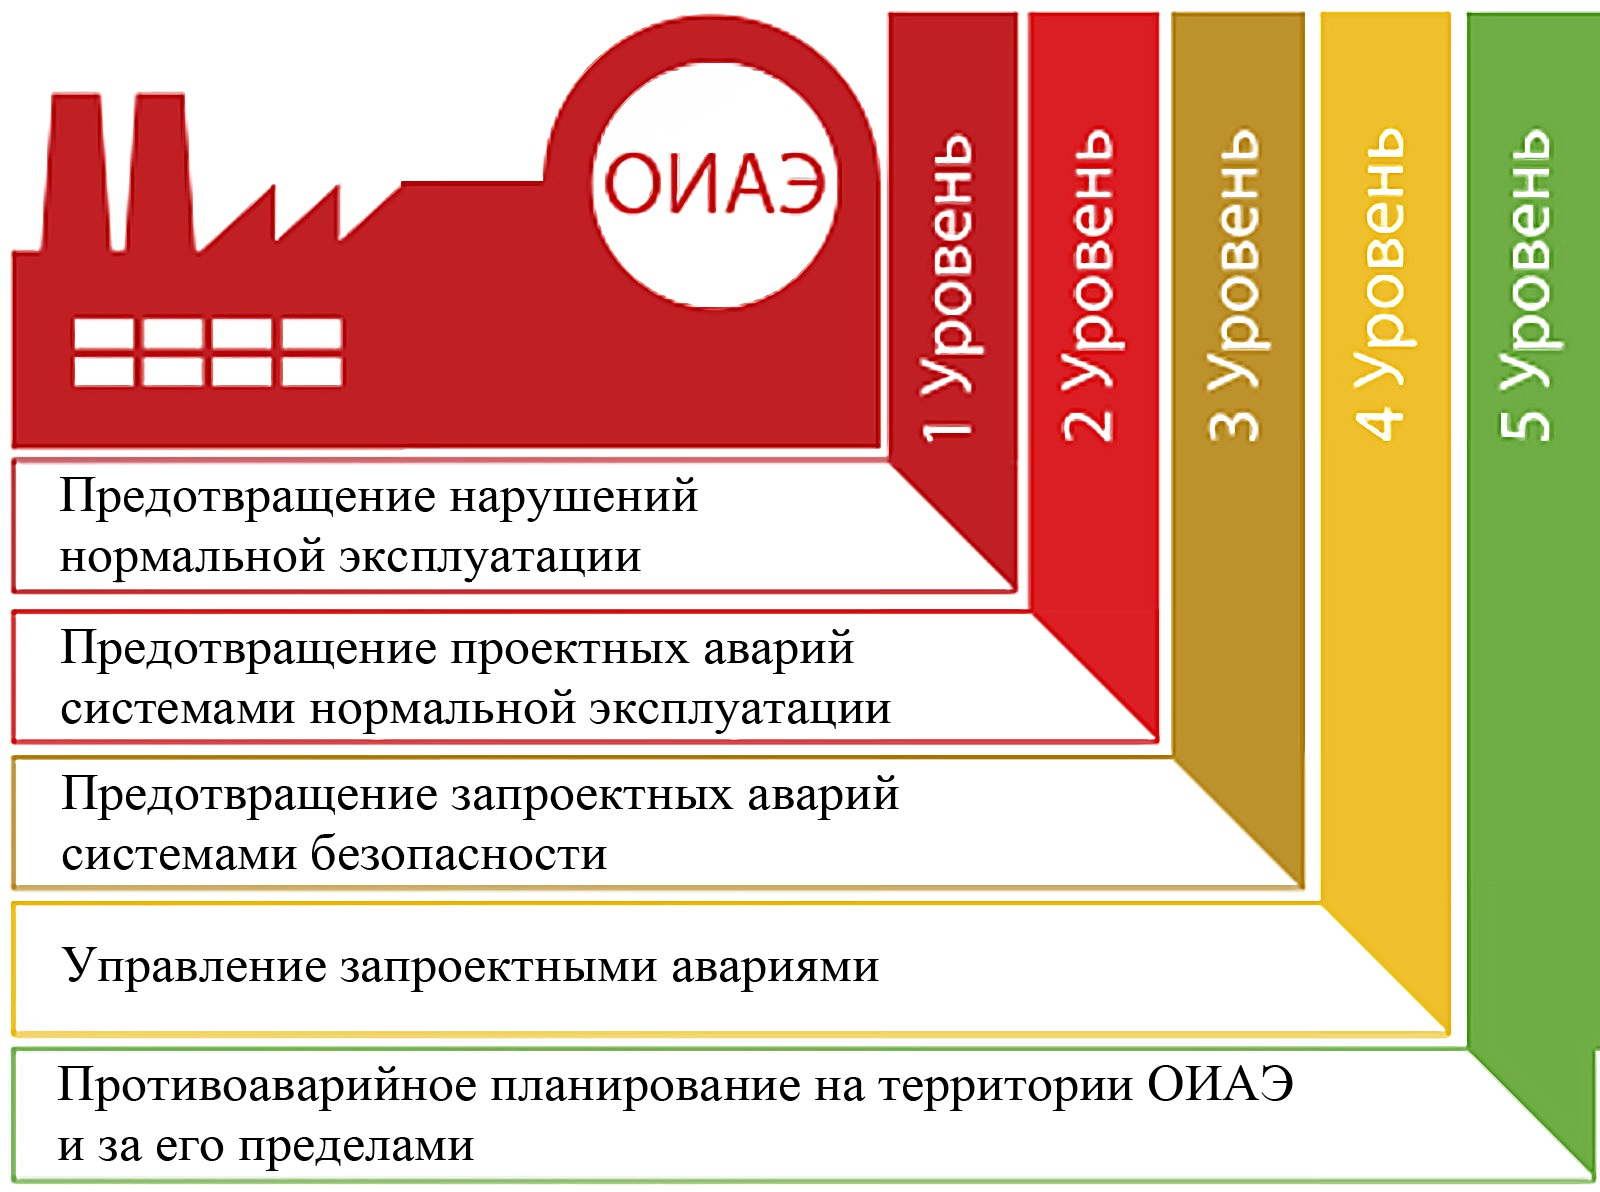 ОИАЭ
1 Уровень
2 Уровень
3 Уровень
4 Уровень
5 Уровень
Предотвращение нарушений
нормальной эксплуатации
Предотвращение проектных аварий
системами нормальной эксплуатации
Предотвращение запроектных аварий
системами безопасности
Управление запроектными авариями
Противоаварийное планирование на территории ОИАЭ
и за его пределами